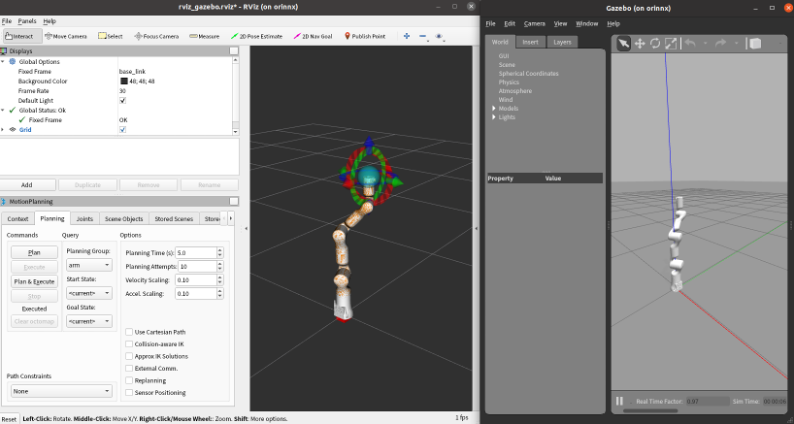 rviz_gazebo.rviz* - RViz (on orinnx)
File Panels Help
Interact Move Camera Select Focus Camera Measure 2D Pose Estimate 2D Nav Goal Publish Point
Displays
Global Options
Fixed Frame base_link
Background Color 48; 48; 48
Frame Rate 30
Default Light
Global Status: Ok
Fixed Frame OK
Grid
Add Duplicate Remove Rename
MotionPlanning
Context Planning Joints Scene Objects Stored Scenes Store
Commands Query Options
Plan
Execute
Plan & Execute
Stop
Executed
Clear octomap
Planning Group:
arm
Start State:
<current>
Goal State:
<current>
Planning Time (s): 5.0
Planning Attempts: 10
Velocity Scaling: 0.10
Accel. Scaling: 0.10
Use Cartesian Path
Collision-aware IK
Approx IK Solutions
External Comm.
Replanning
Sensor Positioning
Path Constraints
None
Reset Left-Click: Rotate. Middle-Click: Move X/Y. Right-Click/Mouse Wheel: Zoom. Shift: More options. 1 fps
Gazebo (on orinnx)
File Edit Camera View Window Help
World Insert Layers
GUI
Scene
Spherical Coordinates
Physics
Atmosphere
Wind
Models
Lights
Property Value
Real Time Factor: 0.97 Sim Time: